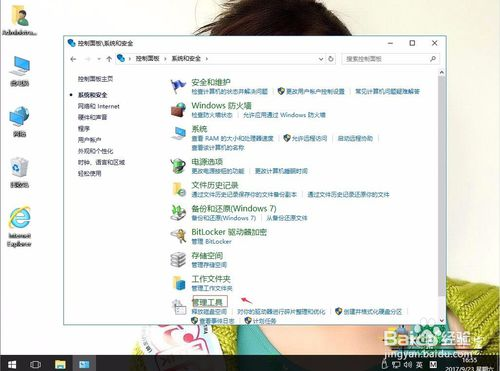 Administra...
此电脑
网络
回收站
Internet
Explorer
控制面板\系统和安全
控制面板 › 系统和安全
搜索控制面板
控制面板主页
系统和安全
网络和 Internet
硬件和声音
程序
用户帐户
外观和个性化
时钟、语言和区域
轻松使用
安全和维护
检查计算机的状态并解决问题 更改用户帐户控制设置 常见计算机问题疑难解答
Windows 防火墙
检查防火墙状态 允许应用通过 Windows 防火墙
系统
查看 RAM 的大小和处理器速度 允许远程访问 启动远程协助
查看该计算机的名称
电源选项
更改电源按钮的功能 更改计算机睡眠时间
文件历史记录
通过文件历史记录保存你的文件备份副本 通过文件历史记录还原你的文件
备份和还原(Windows 7)
备份和还原(Windows 7) 从备份还原文件
BitLocker 驱动器加密
管理 BitLocker
存储空间
管理存储空间
工作文件夹
管理工作文件夹
管理工具
释放磁盘空间 对你的驱动器进行碎片整理和优化 创建并格式化硬盘分区
查看事件日志 计划任务
Baidu 经验
jingyan.baidu.com
英
16:55
2017/9/23 星期六